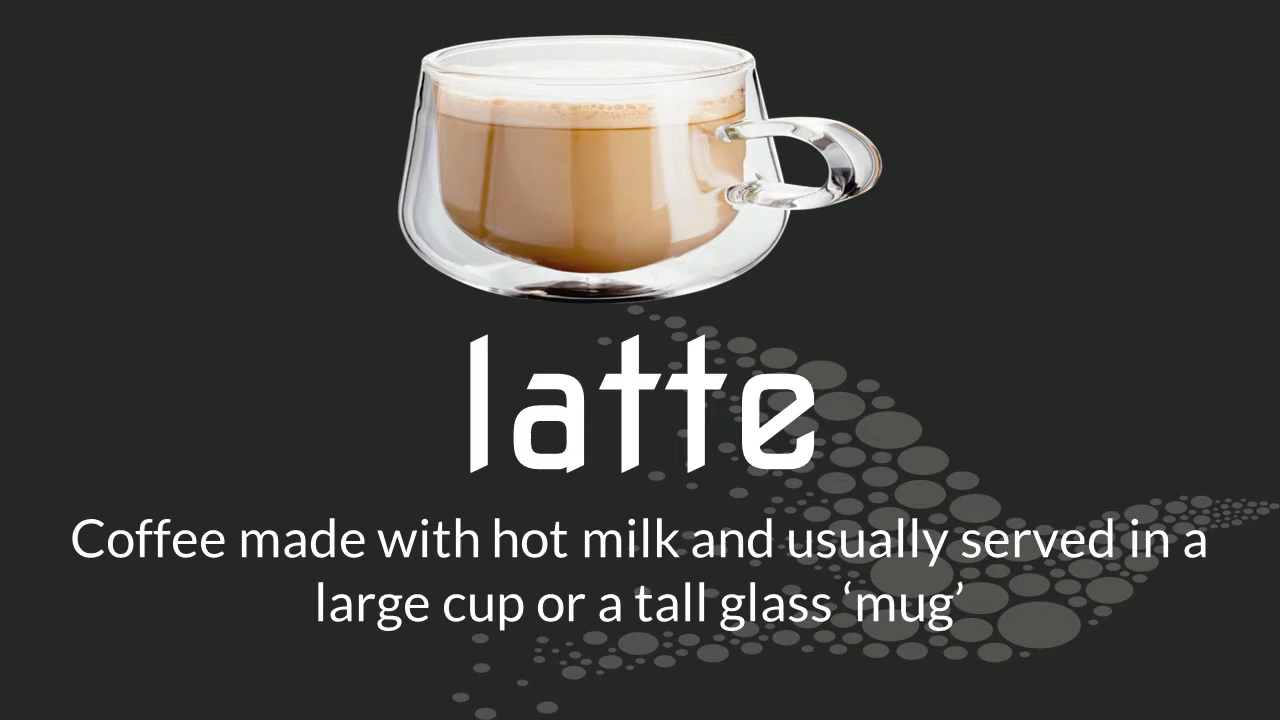 latte
Coffee made with hot milk and usually served in a
large cup or a tall glass ‘mug’